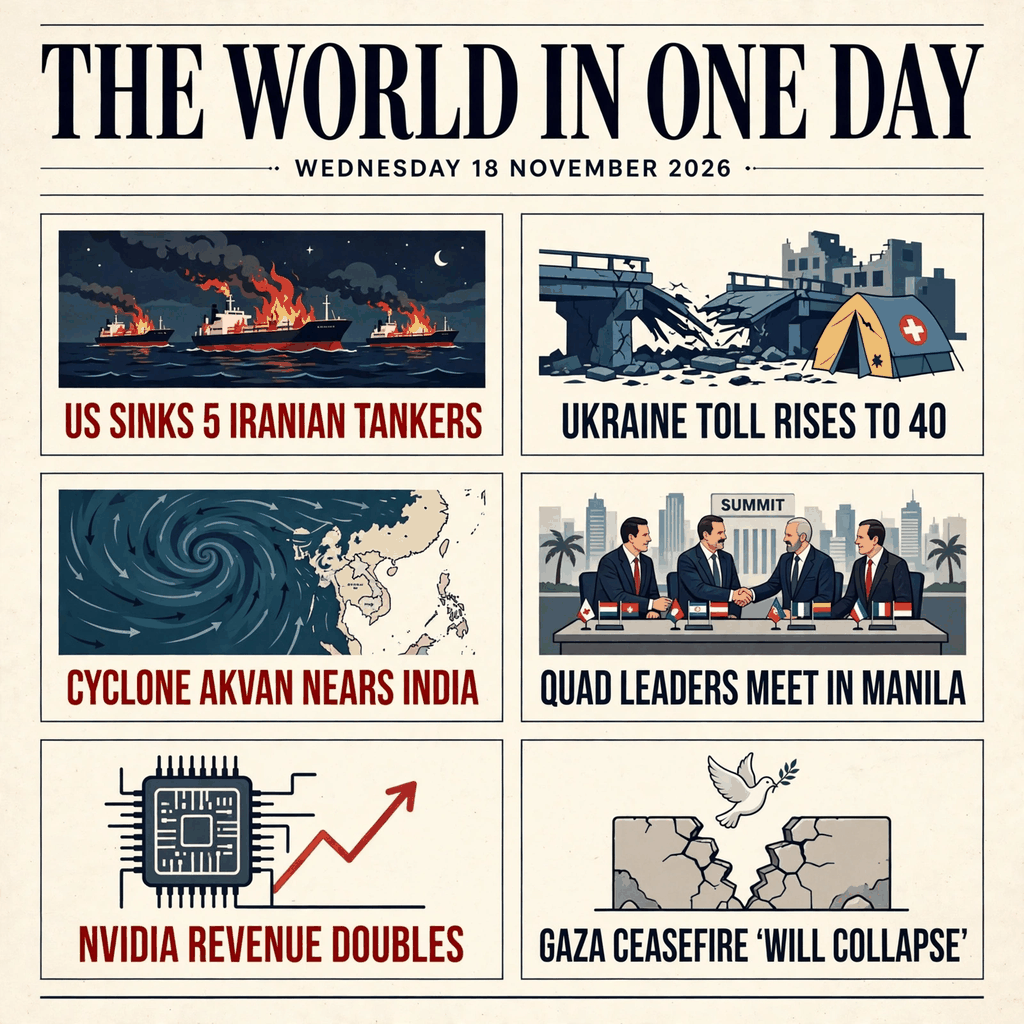 THE WORLD IN ONE DAY
WEDNESDAY 18 NOVEMBER 2026
US SINKS 5 IRANIAN TANKERS
UKRAINE TOLL RISES TO 40
SUMMIT
CYCLONE AKVAN NEARS INDIA
QUAD LEADERS MEET IN MANILA
NVIDIA REVENUE DOUBLES
GAZA CEASEFIRE ‘WILL COLLAPSE’